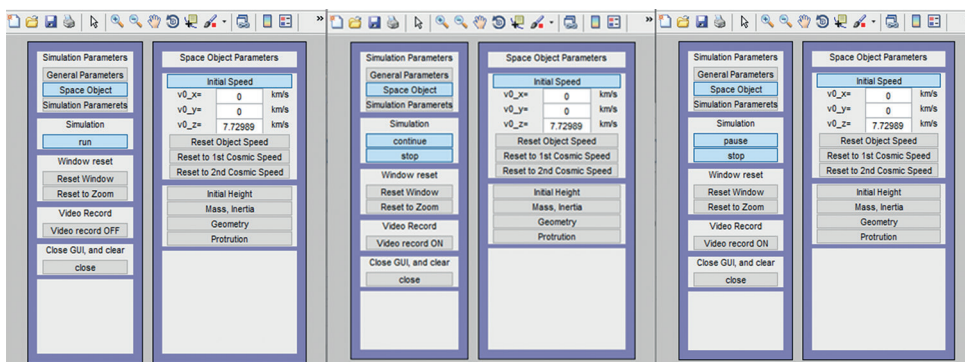 »
»
Simulation Parameters
General Parameters
Space Object
Simulation Paramerets
Simulation
run
Window reset
Reset Window
Reset to Zoom
Video Record
Video record OFF
Close GUI, and clear
close
Space Object Parameters
Initial Speed
v0_x= 0 km/s
v0_y= 0 km/s
v0_z= 7.72989 km/s
Reset Object Speed
Reset to 1st Cosmic Speed
Reset to 2nd Cosmic Speed
Initial Height
Mass, Inertia
Geometry
Protrution
Simulation Parameters
General Parameters
Space Object
Simulation Paramerets
Simulation
continue
stop
Window reset
Reset Window
Reset to Zoom
Video Record
Video record ON
Close GUI, and clear
close
Space Object Parameters
Initial Speed
v0_x= 0 km/s
v0_y= 0 km/s
v0_z= 7.72989 km/s
Reset Object Speed
Reset to 1st Cosmic Speed
Reset to 2nd Cosmic Speed
Initial Height
Mass, Inertia
Geometry
Protrution
Simulation Parameters
General Parameters
Space Object
Simulation Paramerets
Simulation
pause
stop
Window reset
Reset Window
Reset to Zoom
Video Record
Video record ON
Close GUI, and clear
close
Space Object Parameters
Initial Speed
v0_x= 0 km/s
v0_y= 0 km/s
v0_z= 7.72989 km/s
Reset Object Speed
Reset to 1st Cosmic Speed
Reset to 2nd Cosmic Speed
Initial Height
Mass, Inertia
Geometry
Protrution